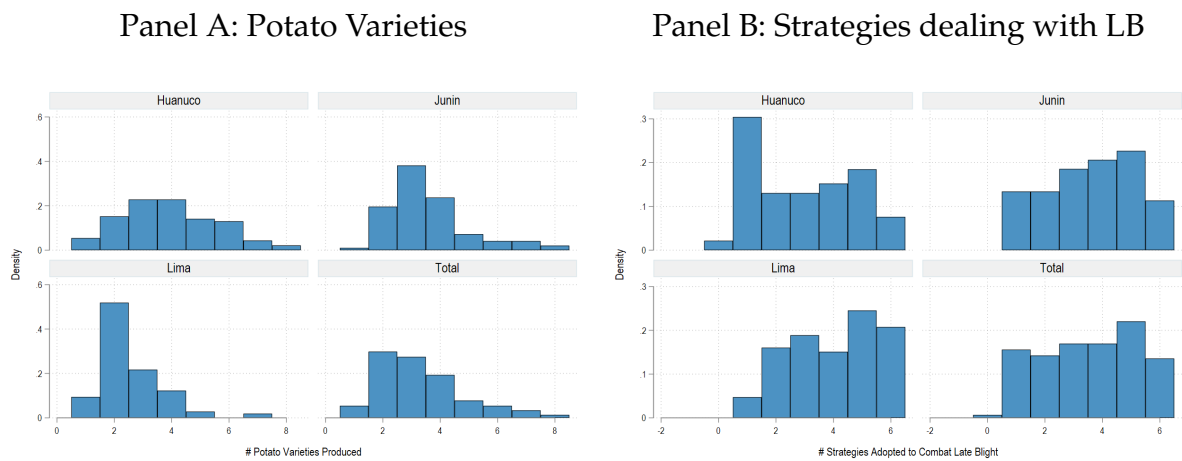 Panel A: Potato Varieties
Huanuco
Junin
.6
.4
.2
0
Lima
Total
.6
.4
.2
0
0 2 4 6 8
0 2 4 6 8
Density
# Potato Varieties Produced
Panel B: Strategies dealing with LB
Huanuco
Junin
.3
.2
.1
0
Lima
Total
.3
.2
.1
0
-2 0 2 4 6
-2 0 2 4 6
Density
# Strategies Adopted to Combat Late Blight